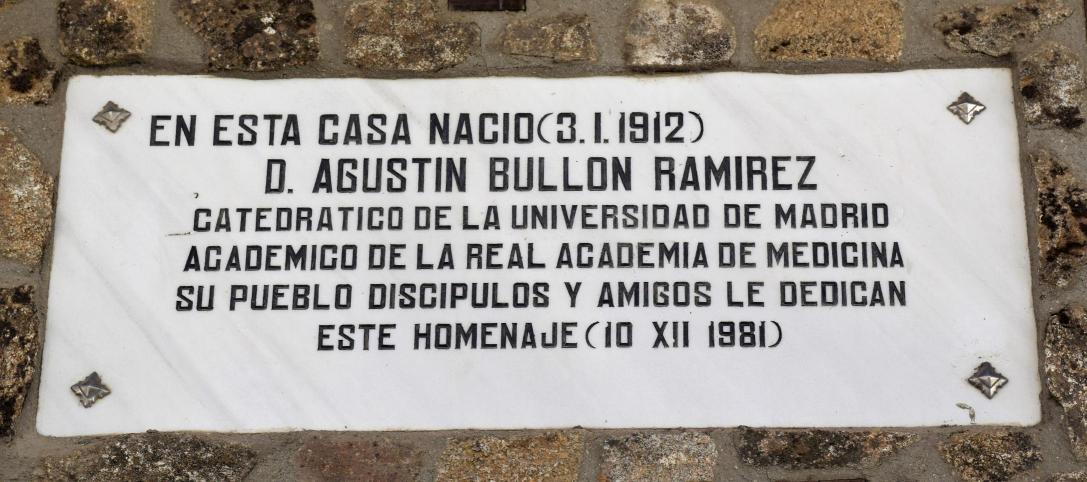 EN ESTA CASA NACIO(3.I.1912)
D. AGUSTIN BULLON RAMIREZ
CATEDRATICO DE LA UNIVERSIDAD DE MADRID
ACADEMICO DE LA REAL ACADEMIA DE MEDICINA
SU PUEBLO DISCIPULOS Y AMIGOS LE DEDICAN
ESTE HOMENAJE(10 XII 1981)